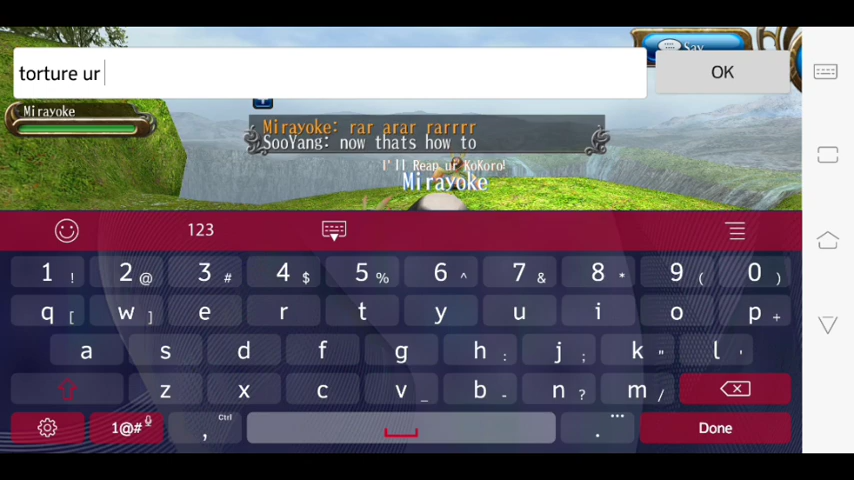 Say
torture ur
OK
Mirayoke
Mirayoke: rar arar rarrrr
SooYang: now thats how to
I'll Reap ur KoKoro!
Mirayoke
123
1 ! 2 @ 3 # 4 $ 5 % 6 ^ 7 & 8 * 9 ( 0 )
q [ w ] e r t y u i o p +
a s d f g h : j ; k " l '
z x c v _ b - n ? m /
1@# , Ctrl . ... Done